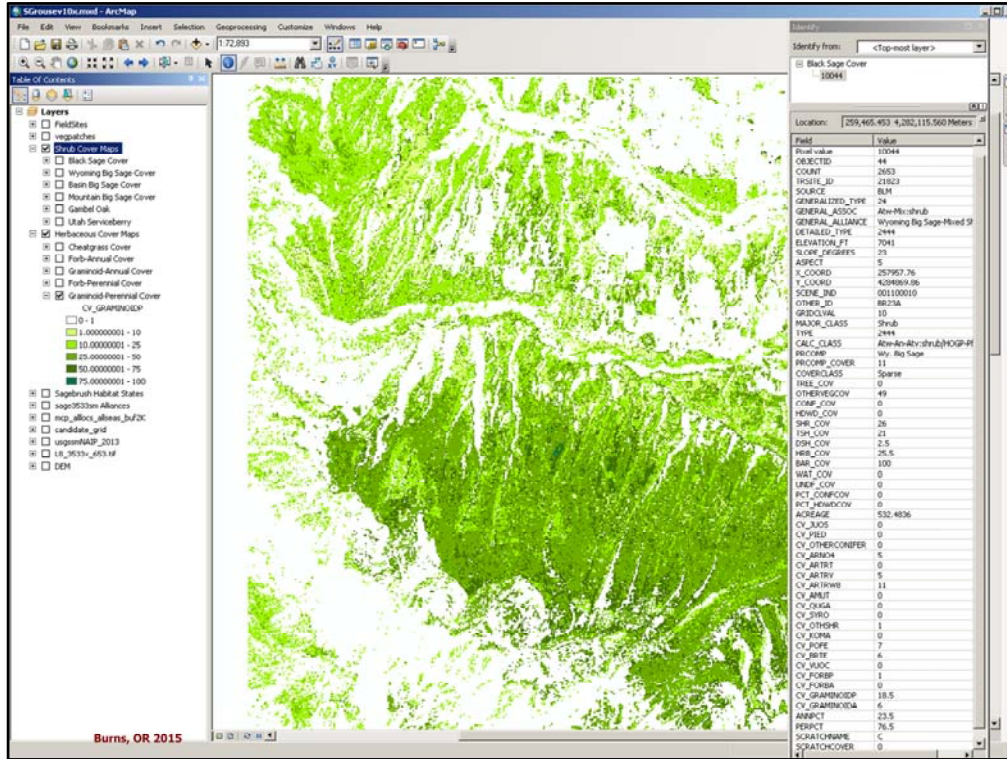 SGrousev10x.mxd - ArcMap
File Edit View Bookmarks Insert Selection Geoprocessing Customize Windows Help
1:72,893
Table Of Contents
Layers
FieldSites
vegpatches
Shrub Cover Maps
Black Sage Cover
Wyoming Big Sage Cover
Basin Big Sage Cover
Mountain Big Sage Cover
Gambel Oak
Utah Serviceberry
Herbaceous Cover Maps
Cheatgrass Cover
Forb-Annual Cover
Graminoid-Annual Cover
Forb-Perennial Cover
Graminoid-Perennial Cover
CV_GRAMINOIDP
0 - 1
1.000000001 - 10
10.00000001 - 25
25.00000001 - 50
50.00000001 - 75
75.00000001 - 100
Sagebrush Habitat States
sage3533sm Alliances
mcp_alllocs_allseas_buf2K
candidate_grid
usgssmNAIP_2013
L8_3533v_653.tif
DEM
Burns, OR 2015
Identify
Identify from: <Top-most layer>
Black Sage Cover
10044
Location: 259,465.453 4,282,115.560 Meters
Field Value
Pixel value 10044
OBJECTID 44
COUNT 2653
TRSITE_ID 21823
SOURCE BLM
GENERALIZED_TYPE 24
GENERAL_ASSOC Atw-Mix:shrub
GENERAL_ALLIANCE Wyoming Big Sage-Mixed Sh
DETAILED_TYPE 2444
ELEVATION_FT 7041
SLOPE_DEGREES 23
ASPECT 5
X_COORD 257957.76
Y_COORD 4284869.86
SCENE_IND 001100010
OTHER_ID BR23A
GRIDCLVAL 10
MAJOR_CLASS Shrub
TYPE 2444
CALC_CLASS Atw-An-Atv:shrub/HOGP-Pf
PRCOMP Wy. Big Sage
PRCOMP_COVER 11
COVERCLASS Sparse
TREE_COV 0
OTHERVEGCOV 49
CONF_COV 0
HDWD_COV 0
SHR_COV 26
TSH_COV 21
DSH_COV 2.5
HRB_COV 25.5
BAR_COV 100
WAT_COV 0
UNDF_COV 0
PCT_CONFCOV 0
PCT_HDWDCOV 0
ACREAGE 532.4836
CV_JUOS 0
CV_PIED 0
CV_OTHERCONIFER 0
CV_ARNO4 5
CV_ARTRT 0
CV_ARTRV 5
CV_ARTRW8 11
CV_AMUT 0
CV_QUGA 0
CV_SYRO 0
CV_OTHSHR 1
CV_KOMA 0
CV_POFE 7
CV_BRTE 6
CV_VUOC 0
CV_FORBP 1
CV_FORBA 0
CV_GRAMINOIDP 18.5
CV_GRAMINOIDA 6
ANNPCT 23.5
PERPCT 76.5
SCRATCHNAME C
SCRATCHCOVER 0